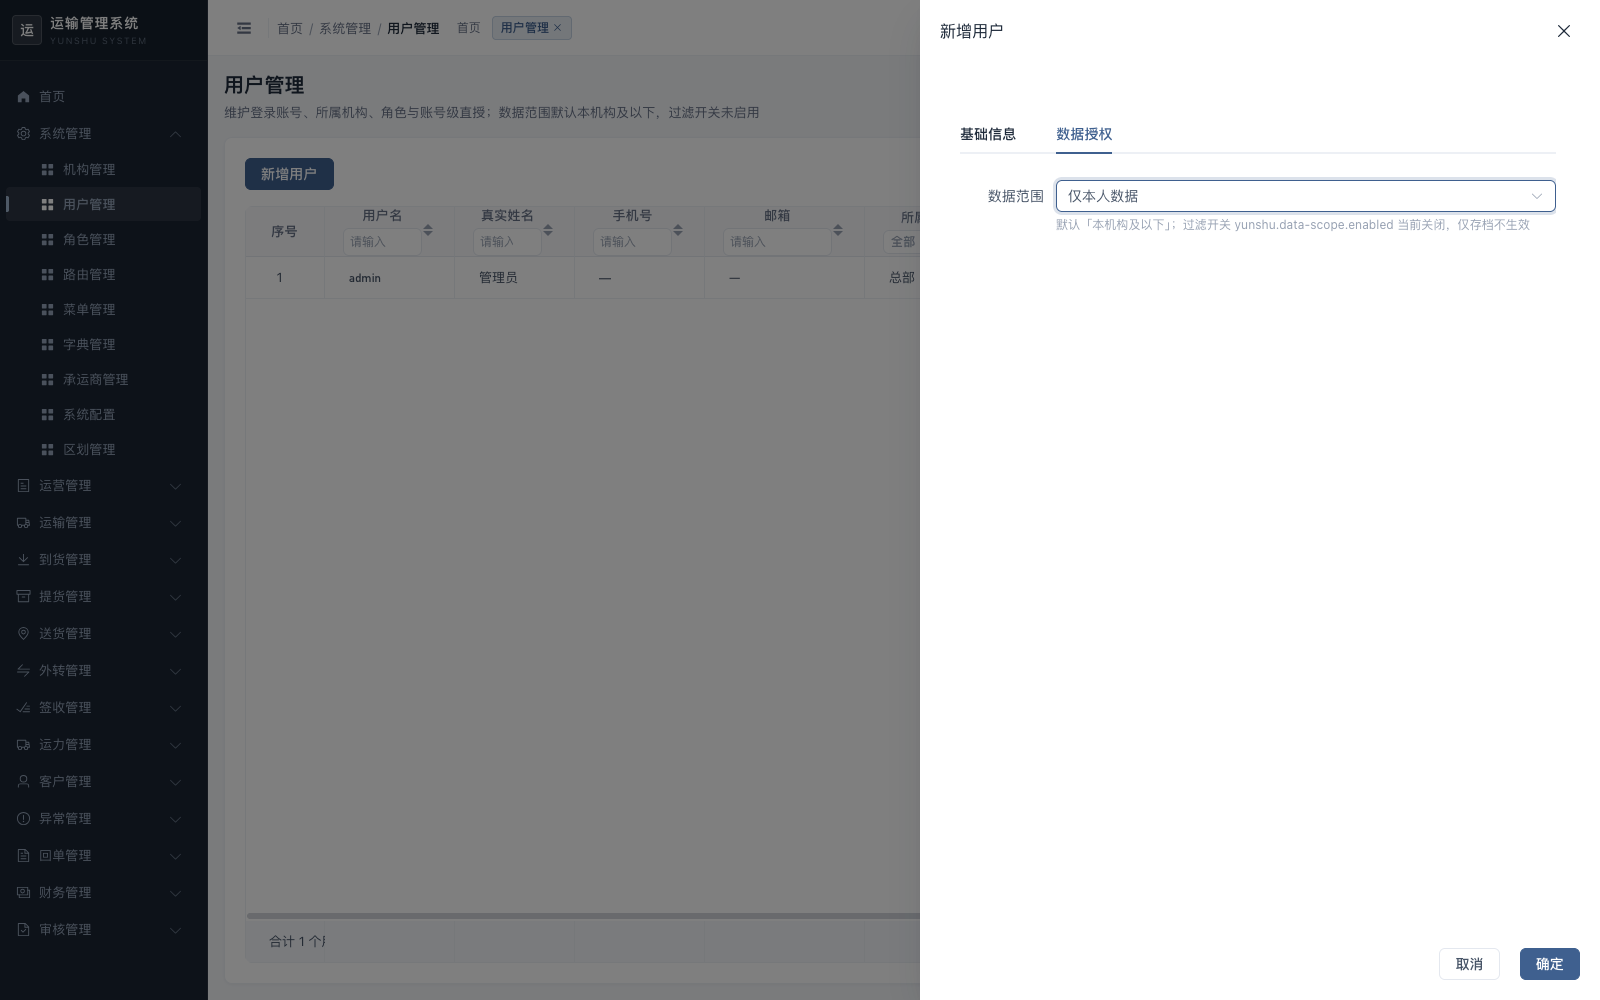 运
运输管理系统
YUNSHU SYSTEM
首页
系统管理
机构管理
用户管理
角色管理
路由管理
菜单管理
字典管理
承运商管理
系统配置
区划管理
运营管理
运输管理
到货管理
提货管理
送货管理
外转管理
签收管理
运力管理
客户管理
异常管理
回单管理
财务管理
审核管理
首页 / 系统管理 / 用户管理 首页 用户管理 ×
用户管理
维护登录账号、所属机构、角色与账号级直授；数据范围默认本机构及以下，过滤开关未启用
新增用户
序号 用户名 真实姓名 手机号 邮箱
请输入 请输入 请输入 请输入 全部
1 admin 管理员 — — 总部
合计 1 个
新增用户
基础信息 数据授权
数据范围 仅本人数据
默认「本机构及以下」；过滤开关 yunshu.data-scope.enabled 当前关闭，仅存档不生效
取消 确定